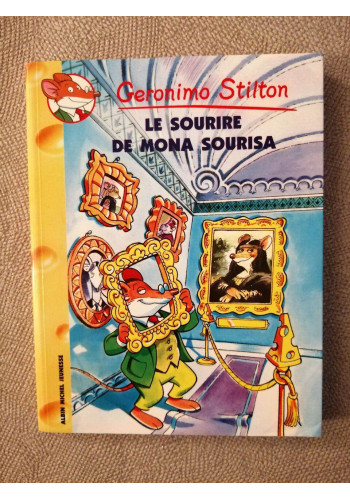 Geronimo Stilton
LE SOURIRE
DE MONA SOURISA
ALBIN MICHEL JEUNESSE